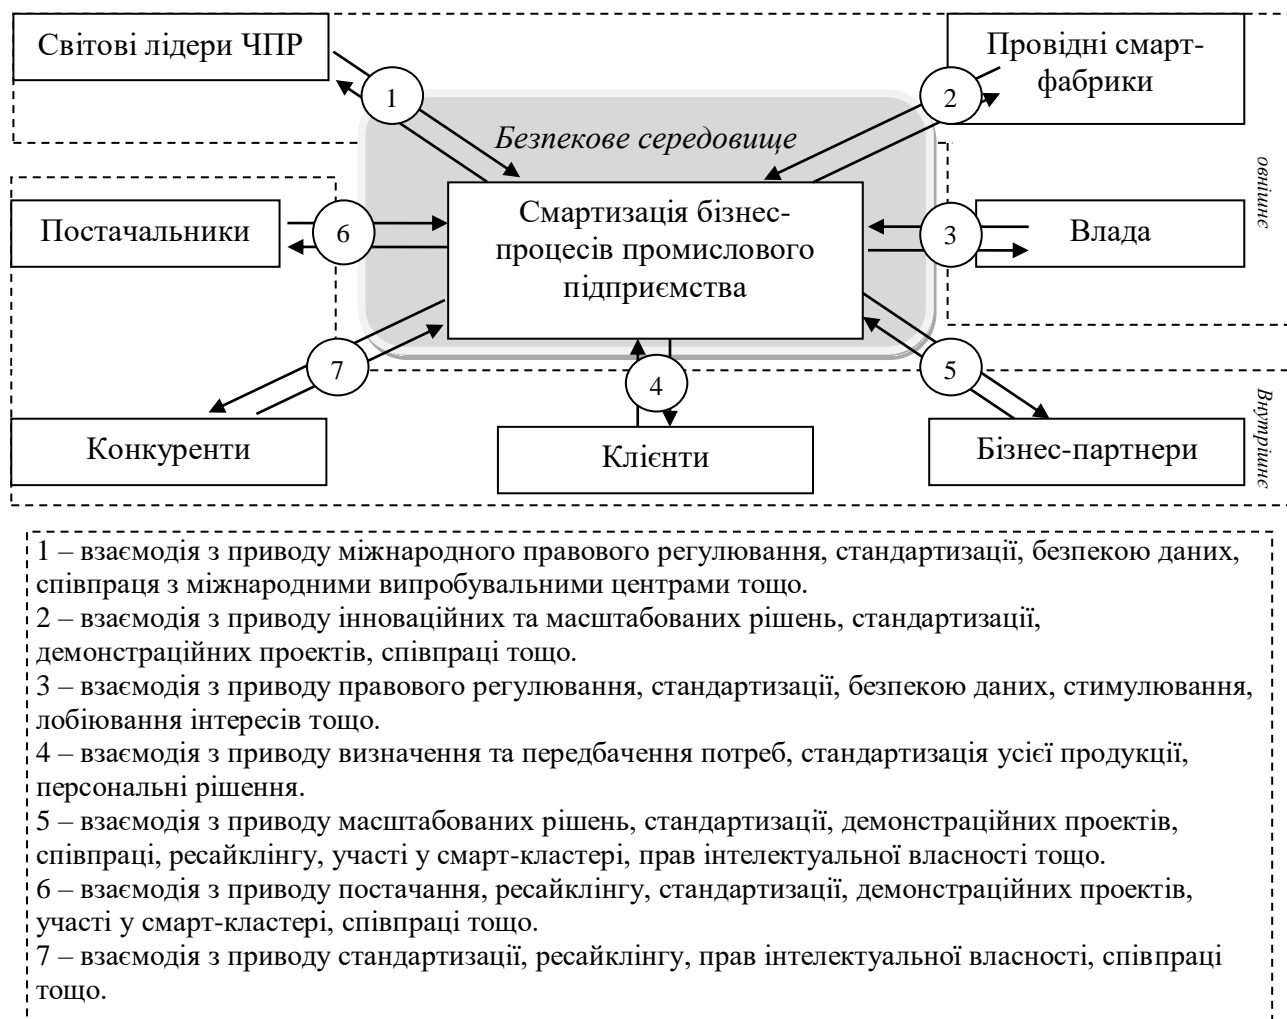 Світові лідери ЧПР
Провідні смарт-
фабрики
1
2
Безпекове середовище
овнішнє
Постачальники
6
Смартизація бізнес-
процесів промислового
підприємства
3
Влада
7
4
5
Внутрішнє
Конкуренти
Клієнти
Бізнес-партнери
1 – взаємодія з приводу міжнародного правового регулювання, стандартизації, безпекою даних,
співпраця з міжнародними випробувальними центрами тощо.
2 – взаємодія з приводу інноваційних та масштабованих рішень, стандартизації,
демонстраційних проектів, співпраці тощо.
3 – взаємодія з приводу правового регулювання, стандартизації, безпекою даних, стимулювання,
лобіювання інтересів тощо.
4 – взаємодія з приводу визначення та передбачення потреб, стандартизація усієї продукції,
персональні рішення.
5 – взаємодія з приводу масштабованих рішень, стандартизації, демонстраційних проектів,
співпраці, ресайклінгу, участі у смарт-кластері, прав інтелектуальної власності тощо.
6 – взаємодія з приводу постачання, ресайклінгу, стандартизації, демонстраційних проектів,
участі у смарт-кластері, співпраці тощо.
7 – взаємодія з приводу стандартизації, ресайклінгу, прав інтелектуальної власності, співпраці
тощо.